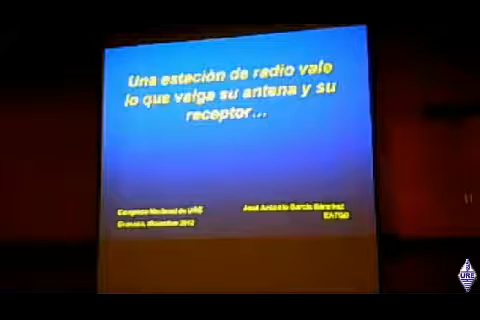 Una estación de radio vale
lo que valga su antena y su
receptor...
Congreso Nacional de URE
José Antonio García Sánchez
Granada, diciembre 2012
URE